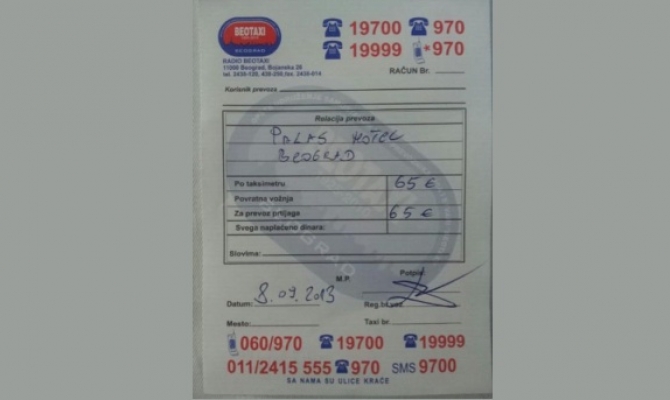 BEOTAXI
BEOGRAD
19700 970
19999 *970
RADIO BEOTAXI
11000 Beograd, Bojanska 26
RAČUN Br.
Korisnik prevoza
Relacija prevoza
PALAS HOTEL
BEOGRAD
Po taksimetru 65 €
Povratna vožnja
Za prevoz prtljaga 65 €
Svega naplaćeno dinara:
Slovima:
M.P. Potpis:
Datum: 8.09.2013 Reg.br.
Mesto: Taxi br.
060/970 19700 19999
011/2415 555 970 SMS 9700
SA NAMA SU ULICE KRAĆE